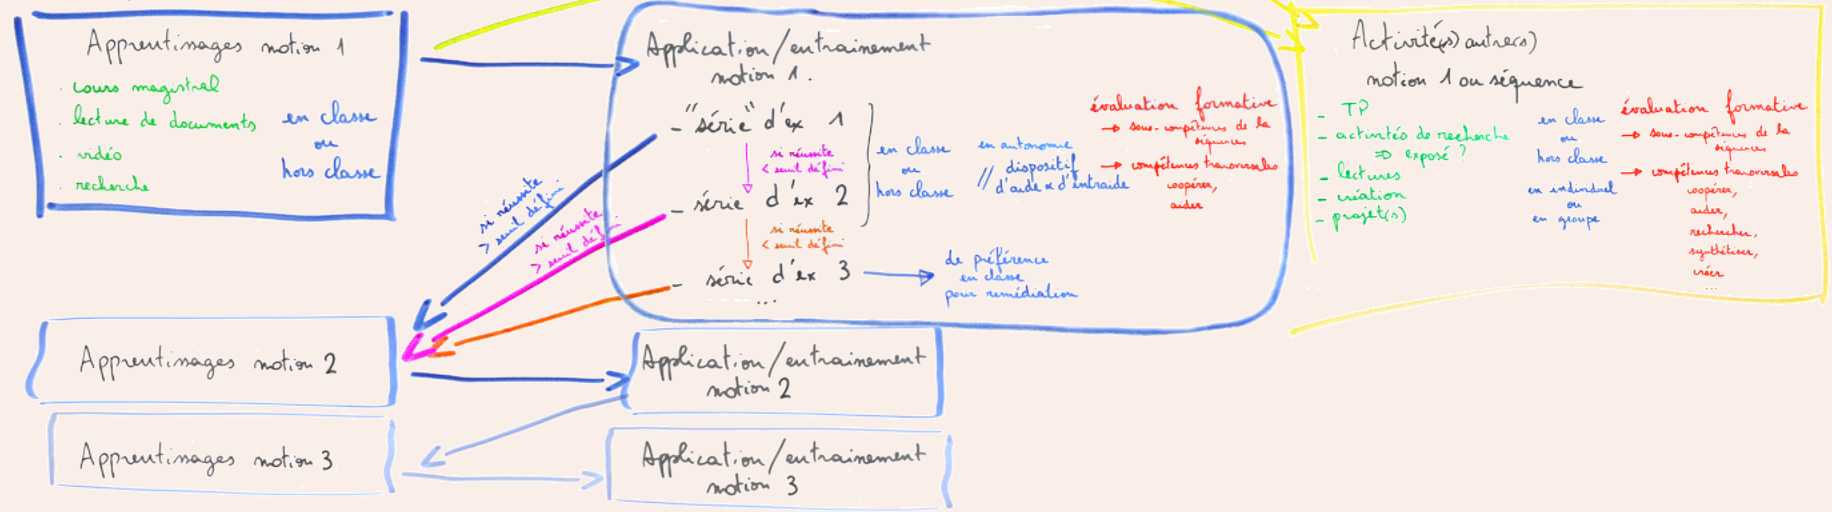 Apprentissages notion 1
. cours magistral
. lecture de documents
. vidéo
. recherche
en classe
ou
hors classe
Application/entrainement
notion 1.
- "série" d'ex 1
si réussite
< seuil défini
- série d'ex 2
si réussite
< seuil défini
- série d'ex 3
...
en classe
ou
hors classe
en autonomie
// dispositif
d'aide & d'entraide
de préférence
en classe
pour remédiation
évaluation formative
→ sous-compétences de la
séquences
→ compétences transversales
coopérer,
aider
si réussite
> seuil défini
si réussite
> seuil défini
Activité(s) autre(s)
notion 1 ou séquence
- TP
- activités de recherche
⇒ exposé ?
- lectures
- création
- projet(s)
en classe
ou
hors classe
en individuel
ou
en groupe
évaluation formative
→ sous-compétences de la
séquences
→ compétences transversales
coopérer,
aider,
rechercher,
synthétiser,
créer
...
Apprentissages notion 2
Application/entrainement
notion 2
Apprentissages notion 3
Application/entrainement
notion 3